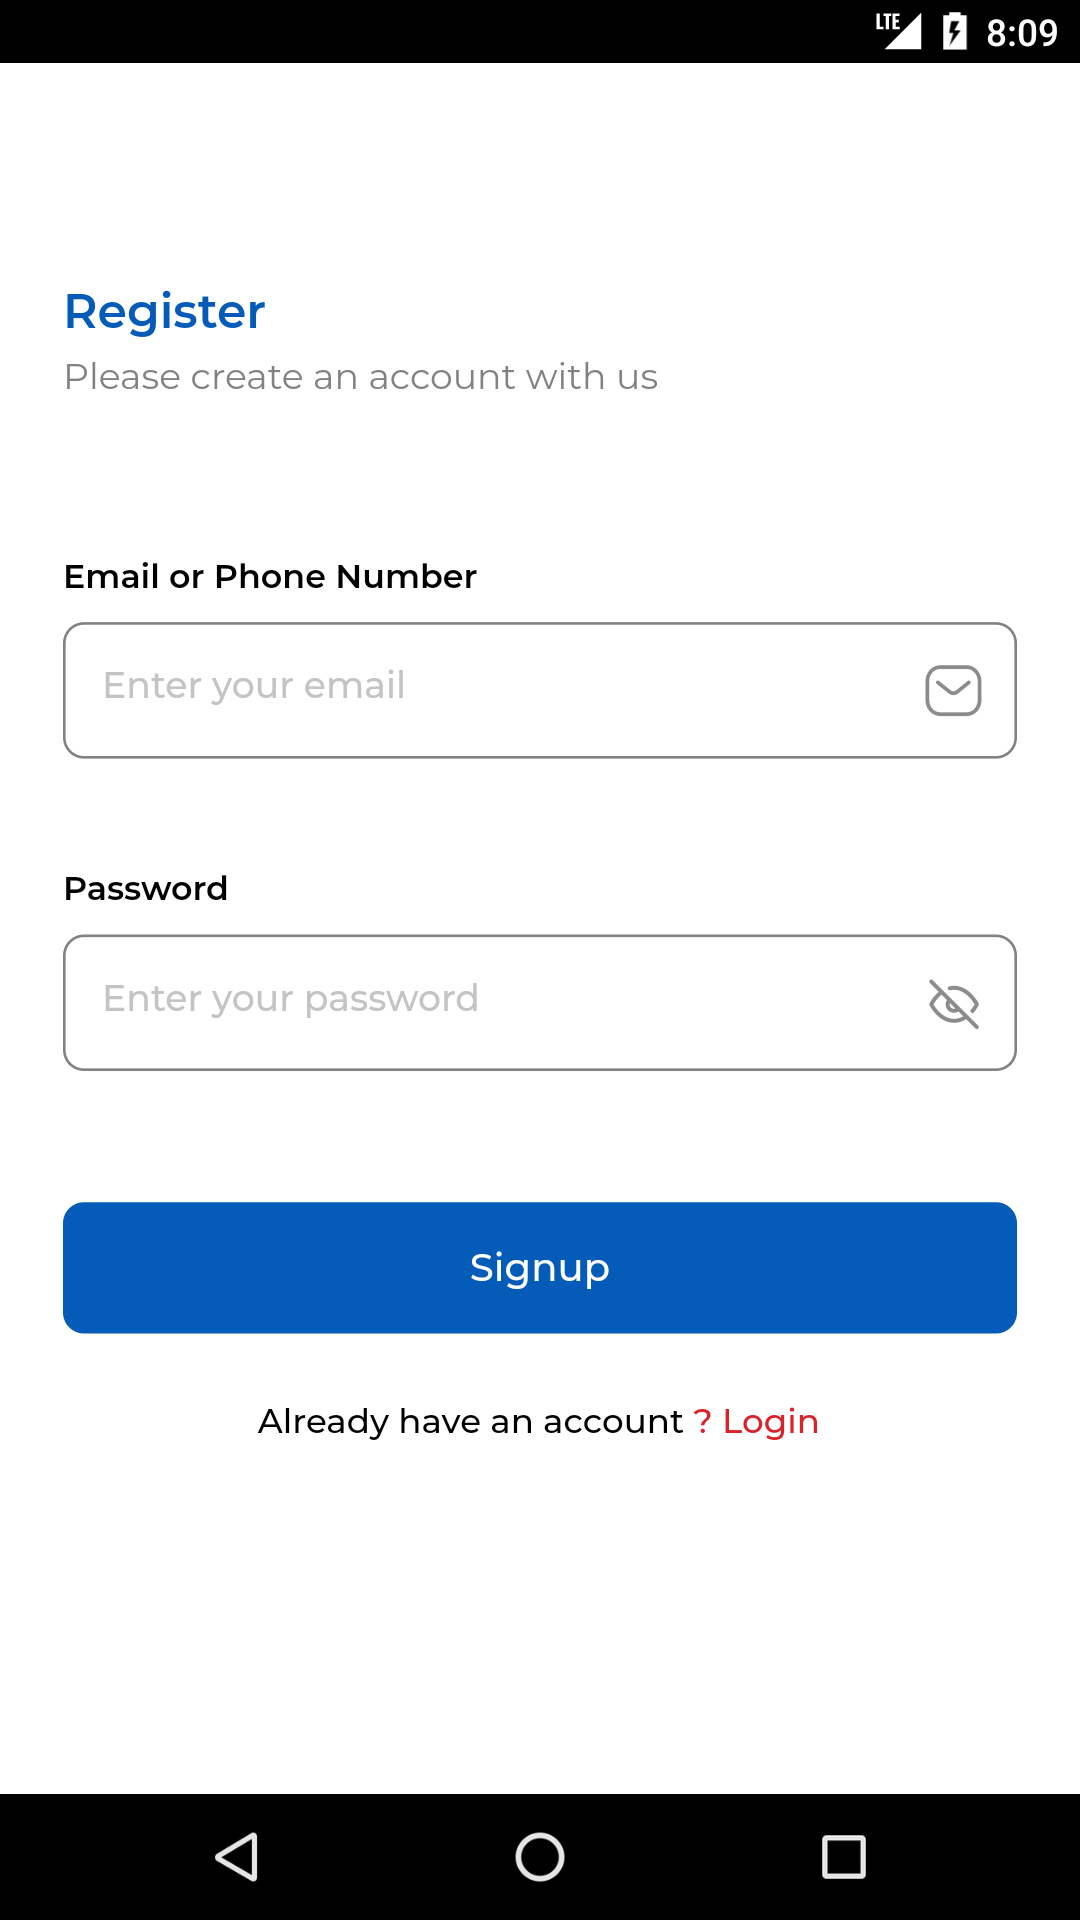 LTE 8:09
Register
Please create an account with us
Email or Phone Number
Enter your email
Password
Enter your password
Signup
Already have an account ? Login